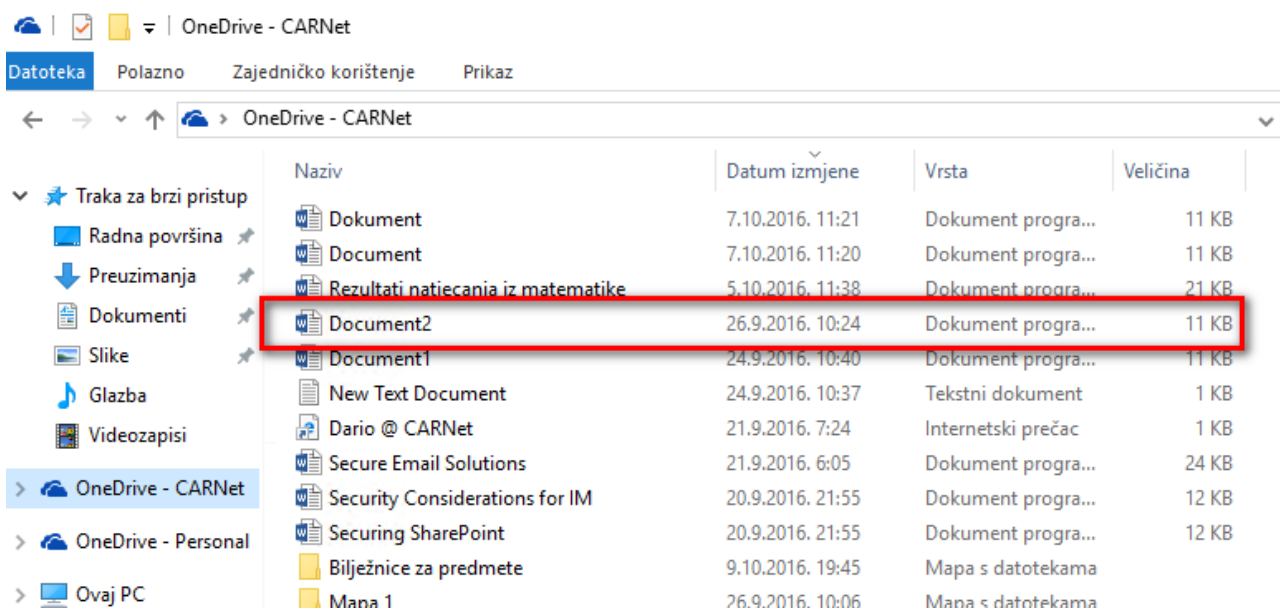 OneDrive - CARNet
Datoteka Polazno Zajedničko korištenje Prikaz
OneDrive - CARNet
Naziv Datum izmjene Vrsta Veličina
Traka za brzi pristup
Radna površina
Preuzimanja
Dokumenti
Slike
Glazba
Videozapisi
OneDrive - CARNet
OneDrive - Personal
Ovaj PC
Dokument 7.10.2016. 11:21 Dokument progra... 11 KB
Document 7.10.2016. 11:20 Dokument progra... 11 KB
Rezultati natjecanja iz matematike 5.10.2016. 11:38 Dokument progra... 21 KB
Document2 26.9.2016. 10:24 Dokument progra... 11 KB
Document1 24.9.2016. 10:40 Dokument progra... 11 KB
New Text Document 24.9.2016. 10:37 Tekstni dokument 1 KB
Dario @ CARNet 21.9.2016. 7:24 Internetski prečac 1 KB
Secure Email Solutions 21.9.2016. 6:05 Dokument progra... 24 KB
Security Considerations for IM 20.9.2016. 21:55 Dokument progra... 12 KB
Securing SharePoint 20.9.2016. 21:55 Dokument progra... 12 KB
Bilježnice za predmete 9.10.2016. 19:45 Mapa s datotekama
Mapa 1 26.9.2016. 10:06 Mapa s datotekama